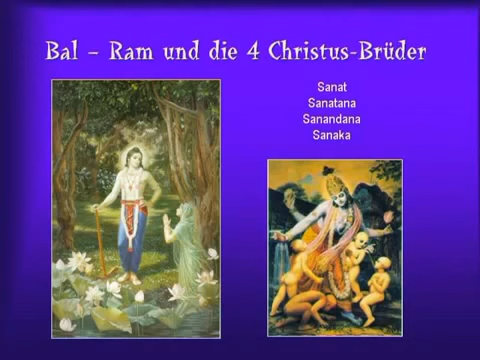 Bal – Ram und die 4 Christus-Brüder
Sanat
Sanatana
Sanandana
Sanaka